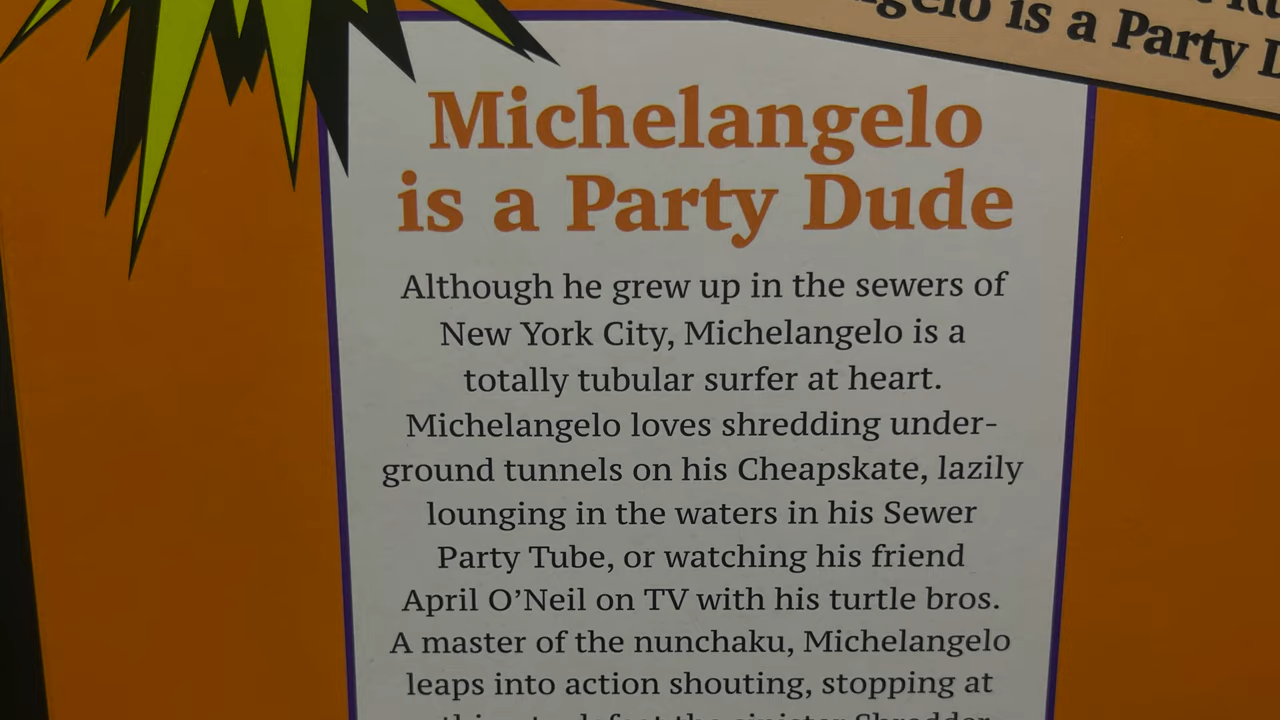 is a Party
Michelangelo
is a Party Dude
Although he grew up in the sewers of
New York City, Michelangelo is a
totally tubular surfer at heart.
Michelangelo loves shredding under-
ground tunnels on his Cheapskate, lazily
lounging in the waters in his Sewer
Party Tube, or watching his friend
April O’Neil on TV with his turtle bros.
A master of the nunchaku, Michelangelo
leaps into action shouting, stopping at
the sinister Shredder